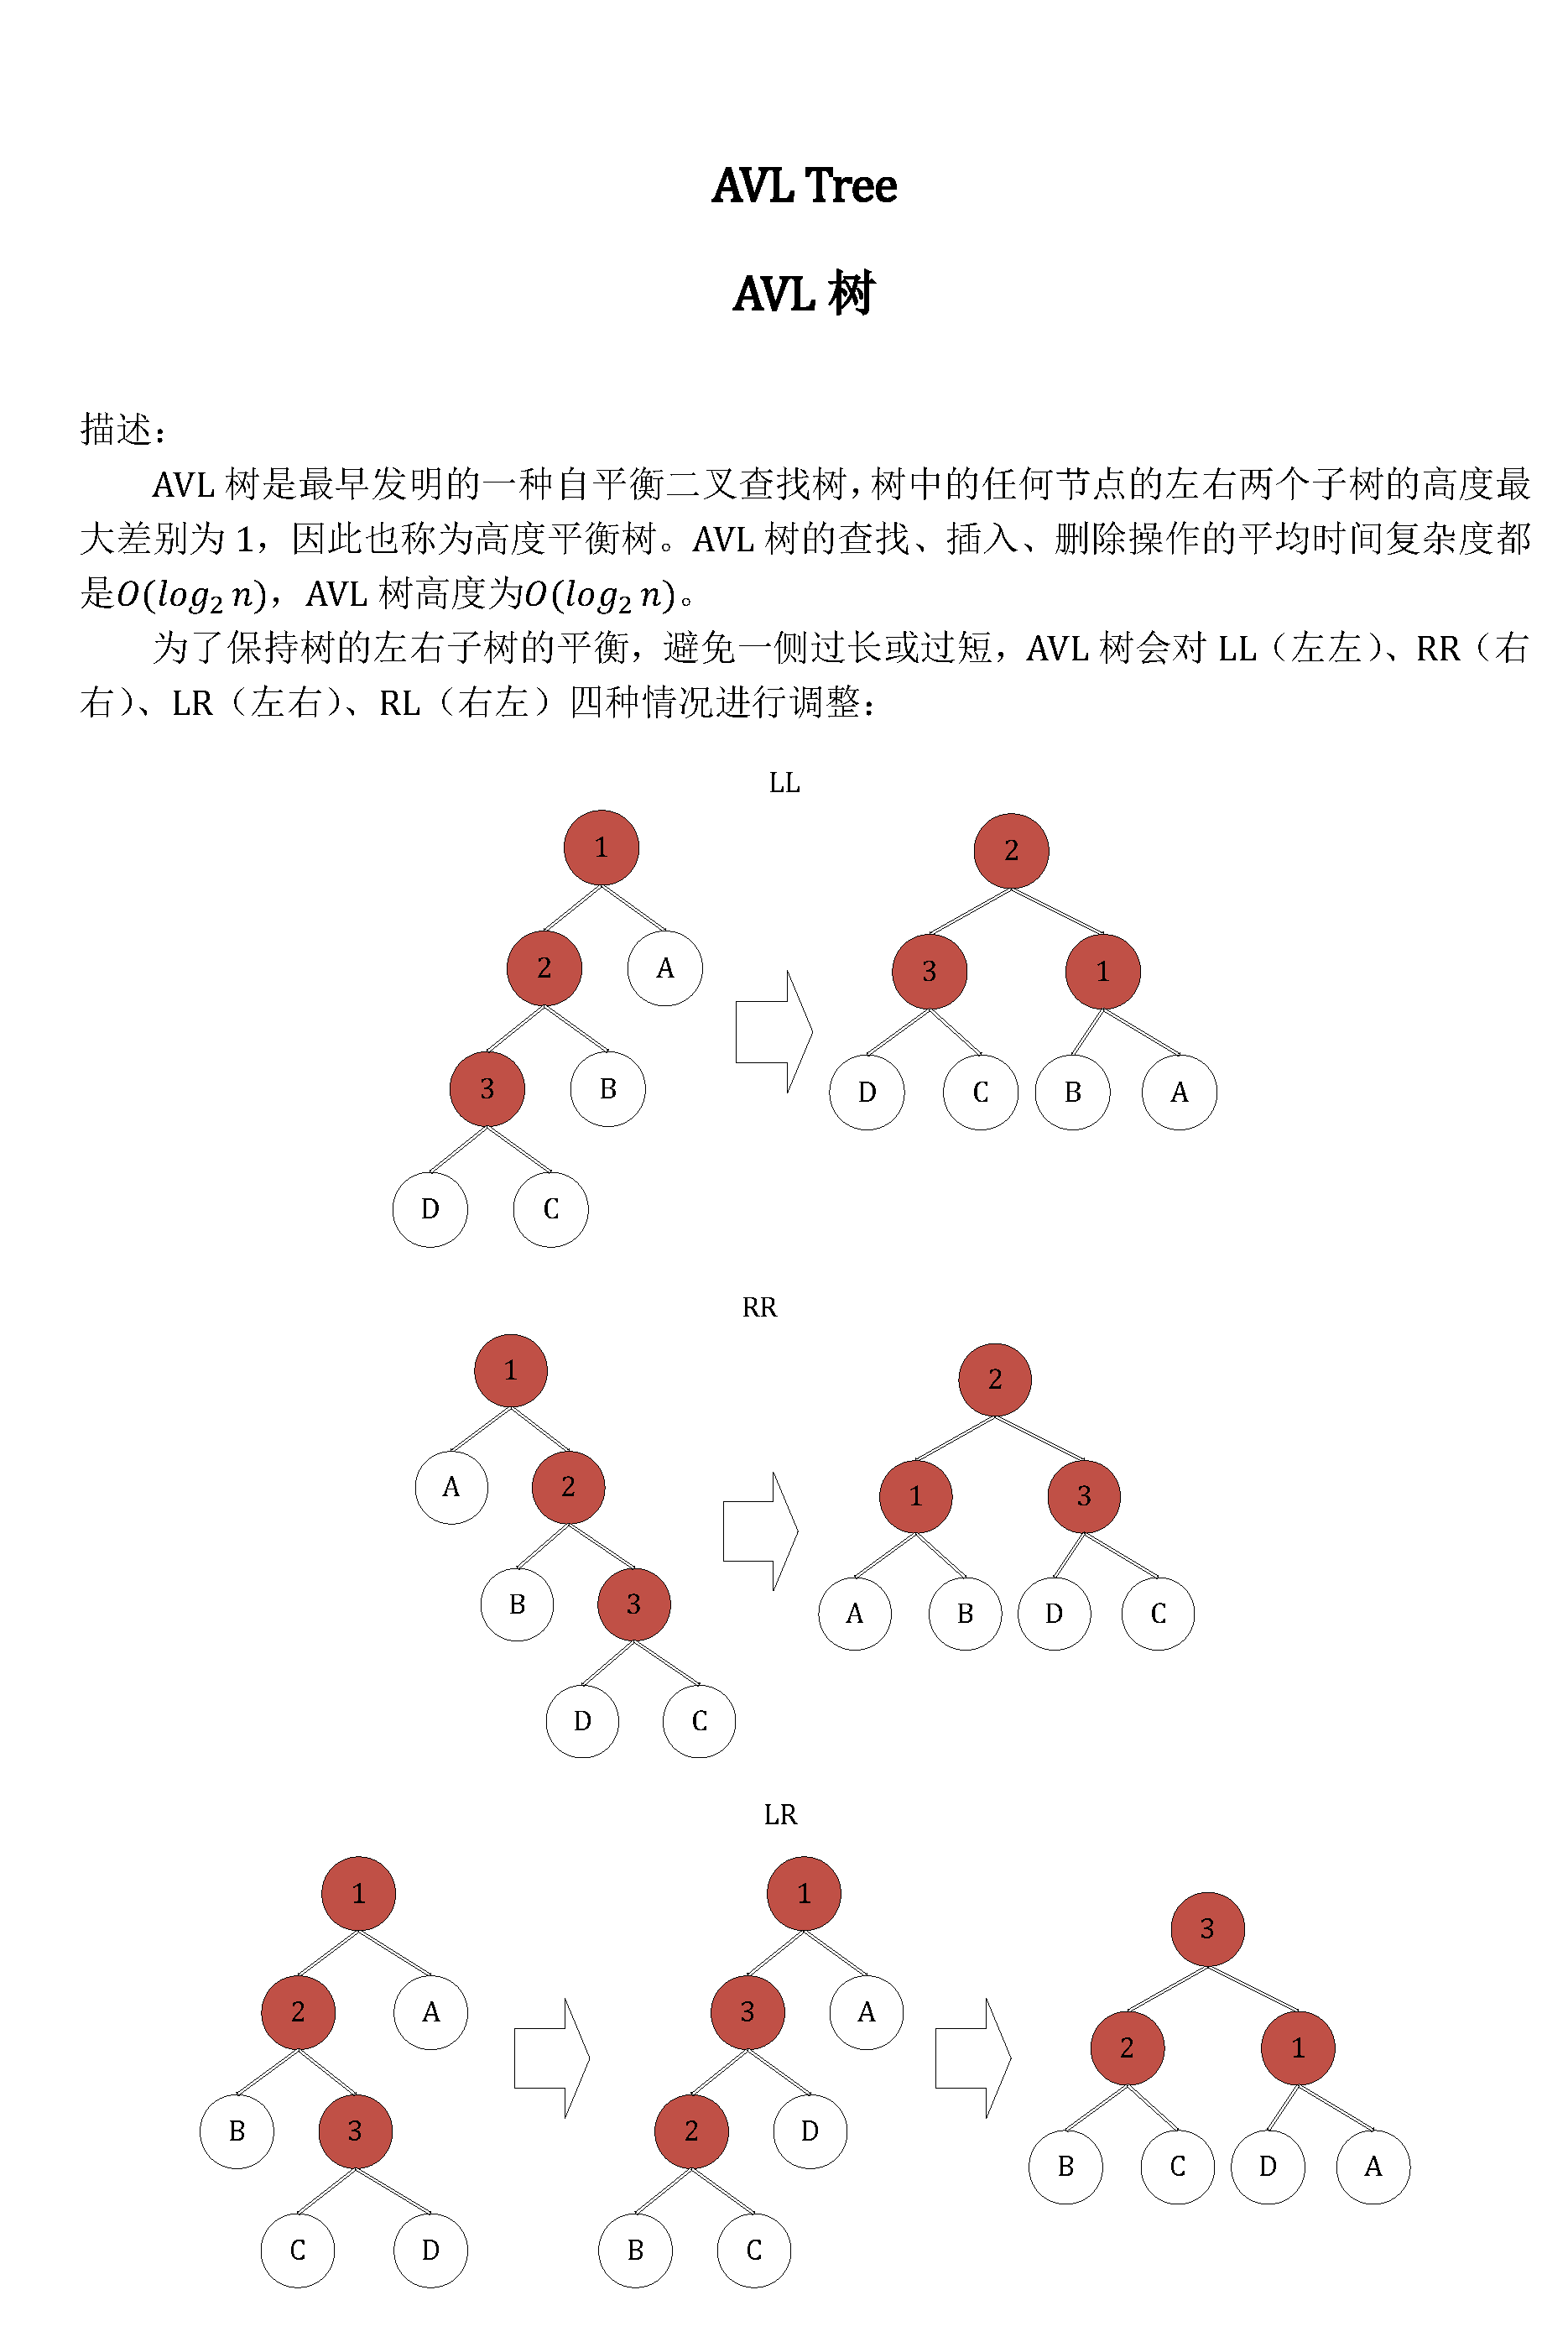 AVL Tree
AVL 树
描述：
AVL 树是最早发明的一种自平衡二叉查找树，树中的任何节点的左右两个子树的高度最
大差别为 1，因此也称为高度平衡树。AVL 树的查找、插入、删除操作的平均时间复杂度都
是O(log₂ n)，AVL 树高度为O(log₂ n)。
为了保持树的左右子树的平衡，避免一侧过长或过短，AVL 树会对 LL（左左）、RR（右
右）、LR（左右）、RL（右左）四种情况进行调整：
LL
1 2
2 A 3 1
3 B D C B A
D C
RR
1 2
A 2 1 3
B 3 A B D C
D C
LR
1 1 3
2 A 3 A 2 1
B 3 2 D B C D A
C D B C